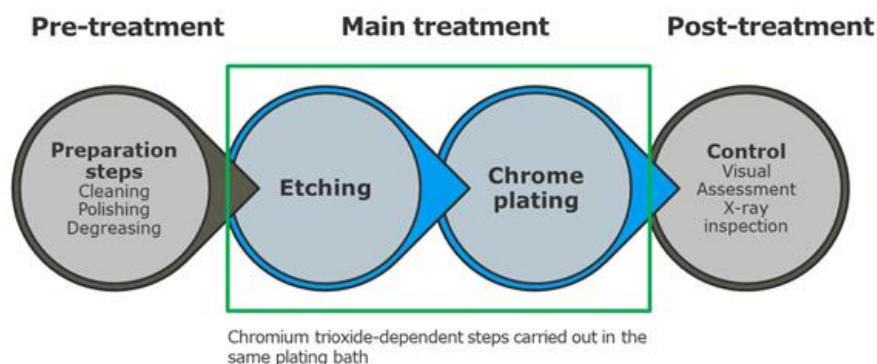 Pre-treatment
Main treatment
Post-treatment
Preparation
steps
Cleaning
Polishing
Degreasing
Etching
Chrome
plating
Control
Visual
Assessment
X-ray
inspection
Chromium trioxide-dependent steps carried out in the
same plating bath